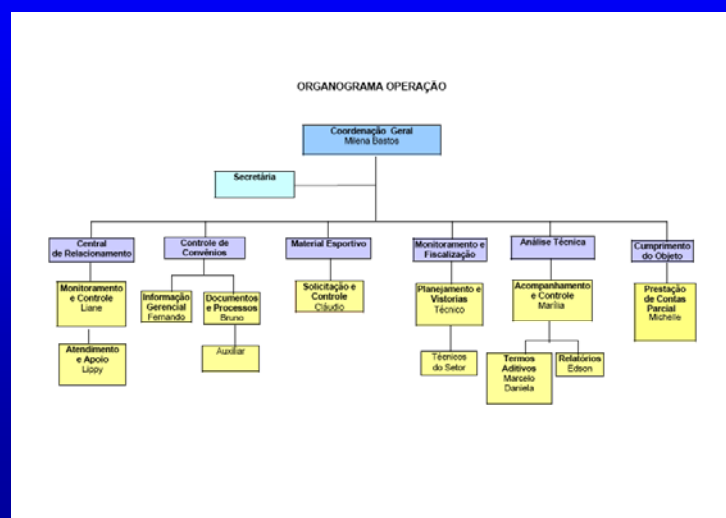 ORGANOGRAMA OPERAÇÃO
Coordenação Geral
Milena Bastos
Secretária
Central
de Relacionamento
Controle de
Convênios
Material Esportivo
Monitoramento e
Fiscalização
Análise Técnica
Cumprimento
do Objeto
Monitoramento
e Controle
Liane
Informação
Gerencial
Fernando
Documentos
e Processos
Bruno
Solicitação e
Controle
Cláudio
Planejamento e
Vistorias
Técnico
Acompanhamento
e Controle
Marília
Prestação
de Contas
Parcial
Michelle
Atendimento
e Apoio
Lippy
Auxiliar
Técnicos
do Setor
Termos
Aditivos
Marcelo
Daniela
Relatórios
Edson